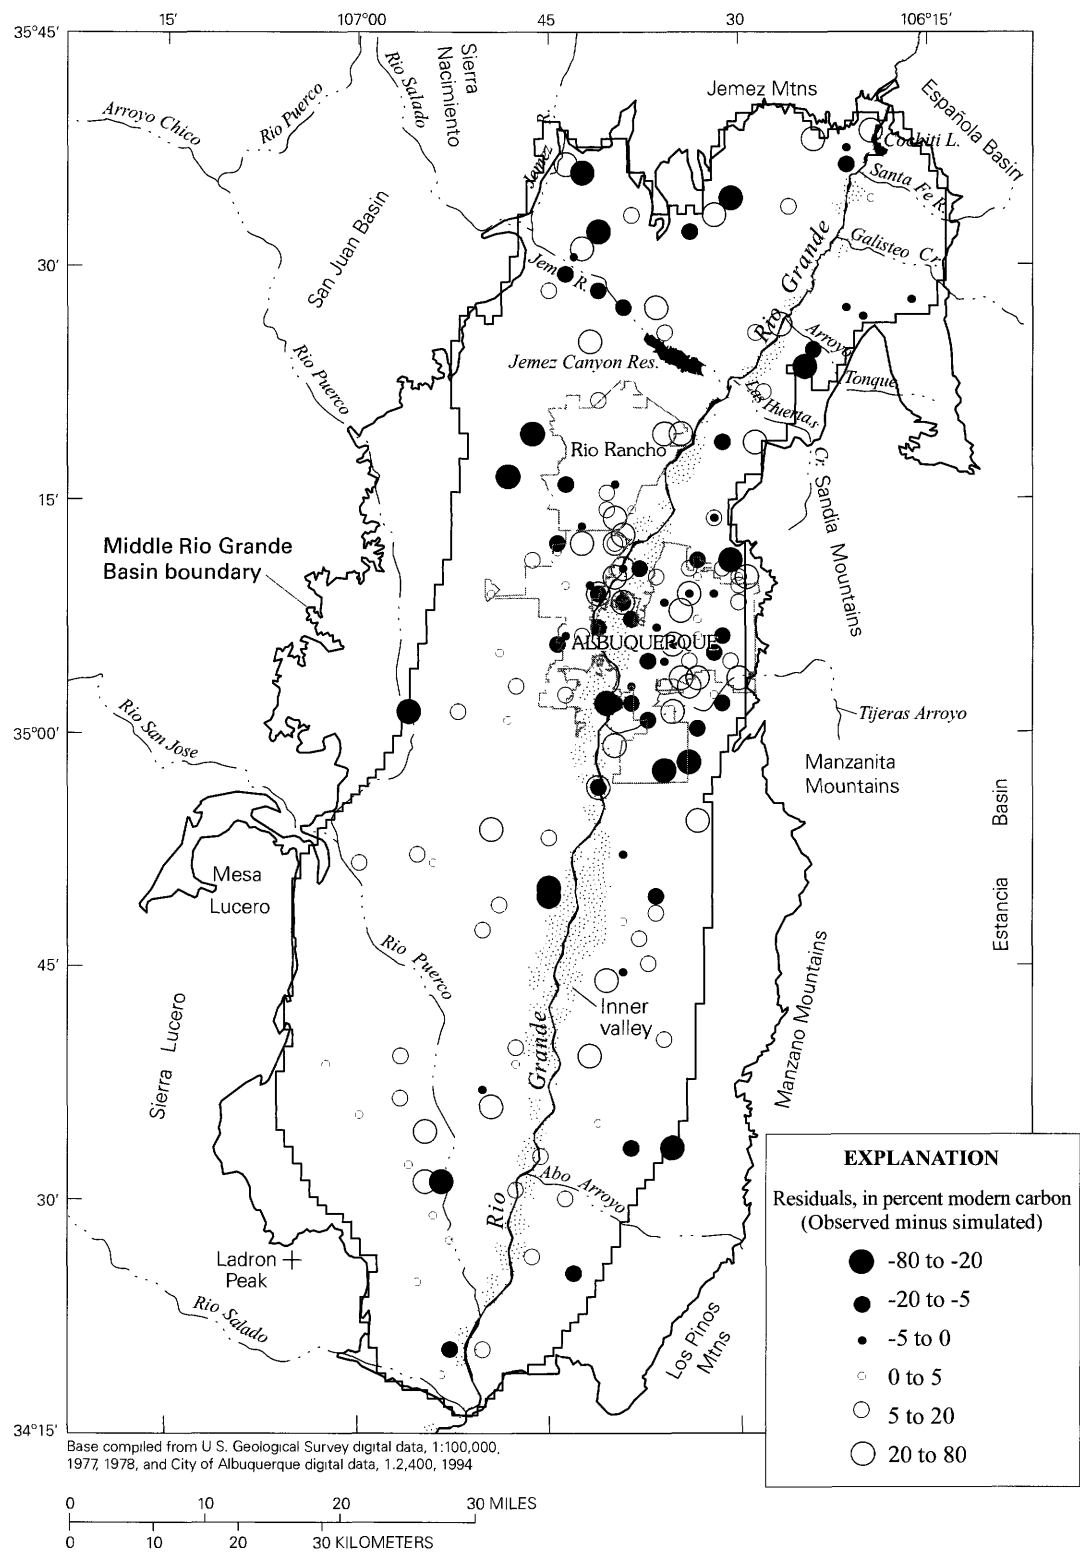 15'
107°00'
45
30
106°15'
35°45'
Sierra
Nacimiento
Rio Salado
Jemez Mtns
Española Basin
Arroyo Chico
Rio Puerco
Jemez R.
Cochiti L.
Santa Fe R.
San Juan Basin
Rio Grande
Galisteo Cr.
30'
Jemez R.
Arroyo
Tonque
Rio Puerco
Jemez Canyon Res.
Las Huertas
Cr.
Rio Rancho
15'
Sandia Mountains
Middle Rio Grande
Basin boundary
ALBUQUERQUE
Rio San Jose
Tijeras Arroyo
35°00'
Manzanita
Mountains
Estancia Basin
Mesa
Lucero
Rio Puerco
45'
Inner
valley
Sierra Lucero
Rio Grande
Manzano Mountains
Abo Arroyo
30'
Ladron
Peak
Rio Salado
Los Pinos
Mtns
34°15'
EXPLANATION
Residuals, in percent modern carbon
(Observed minus simulated)
-80 to -20
-20 to -5
-5 to 0
0 to 5
5 to 20
20 to 80
Base compiled from U S. Geological Survey digital data, 1:100,000,
1977, 1978, and City of Albuquerque digital data, 1.2,400, 1994
0 10 20 30 MILES
0 10 20 30 KILOMETERS